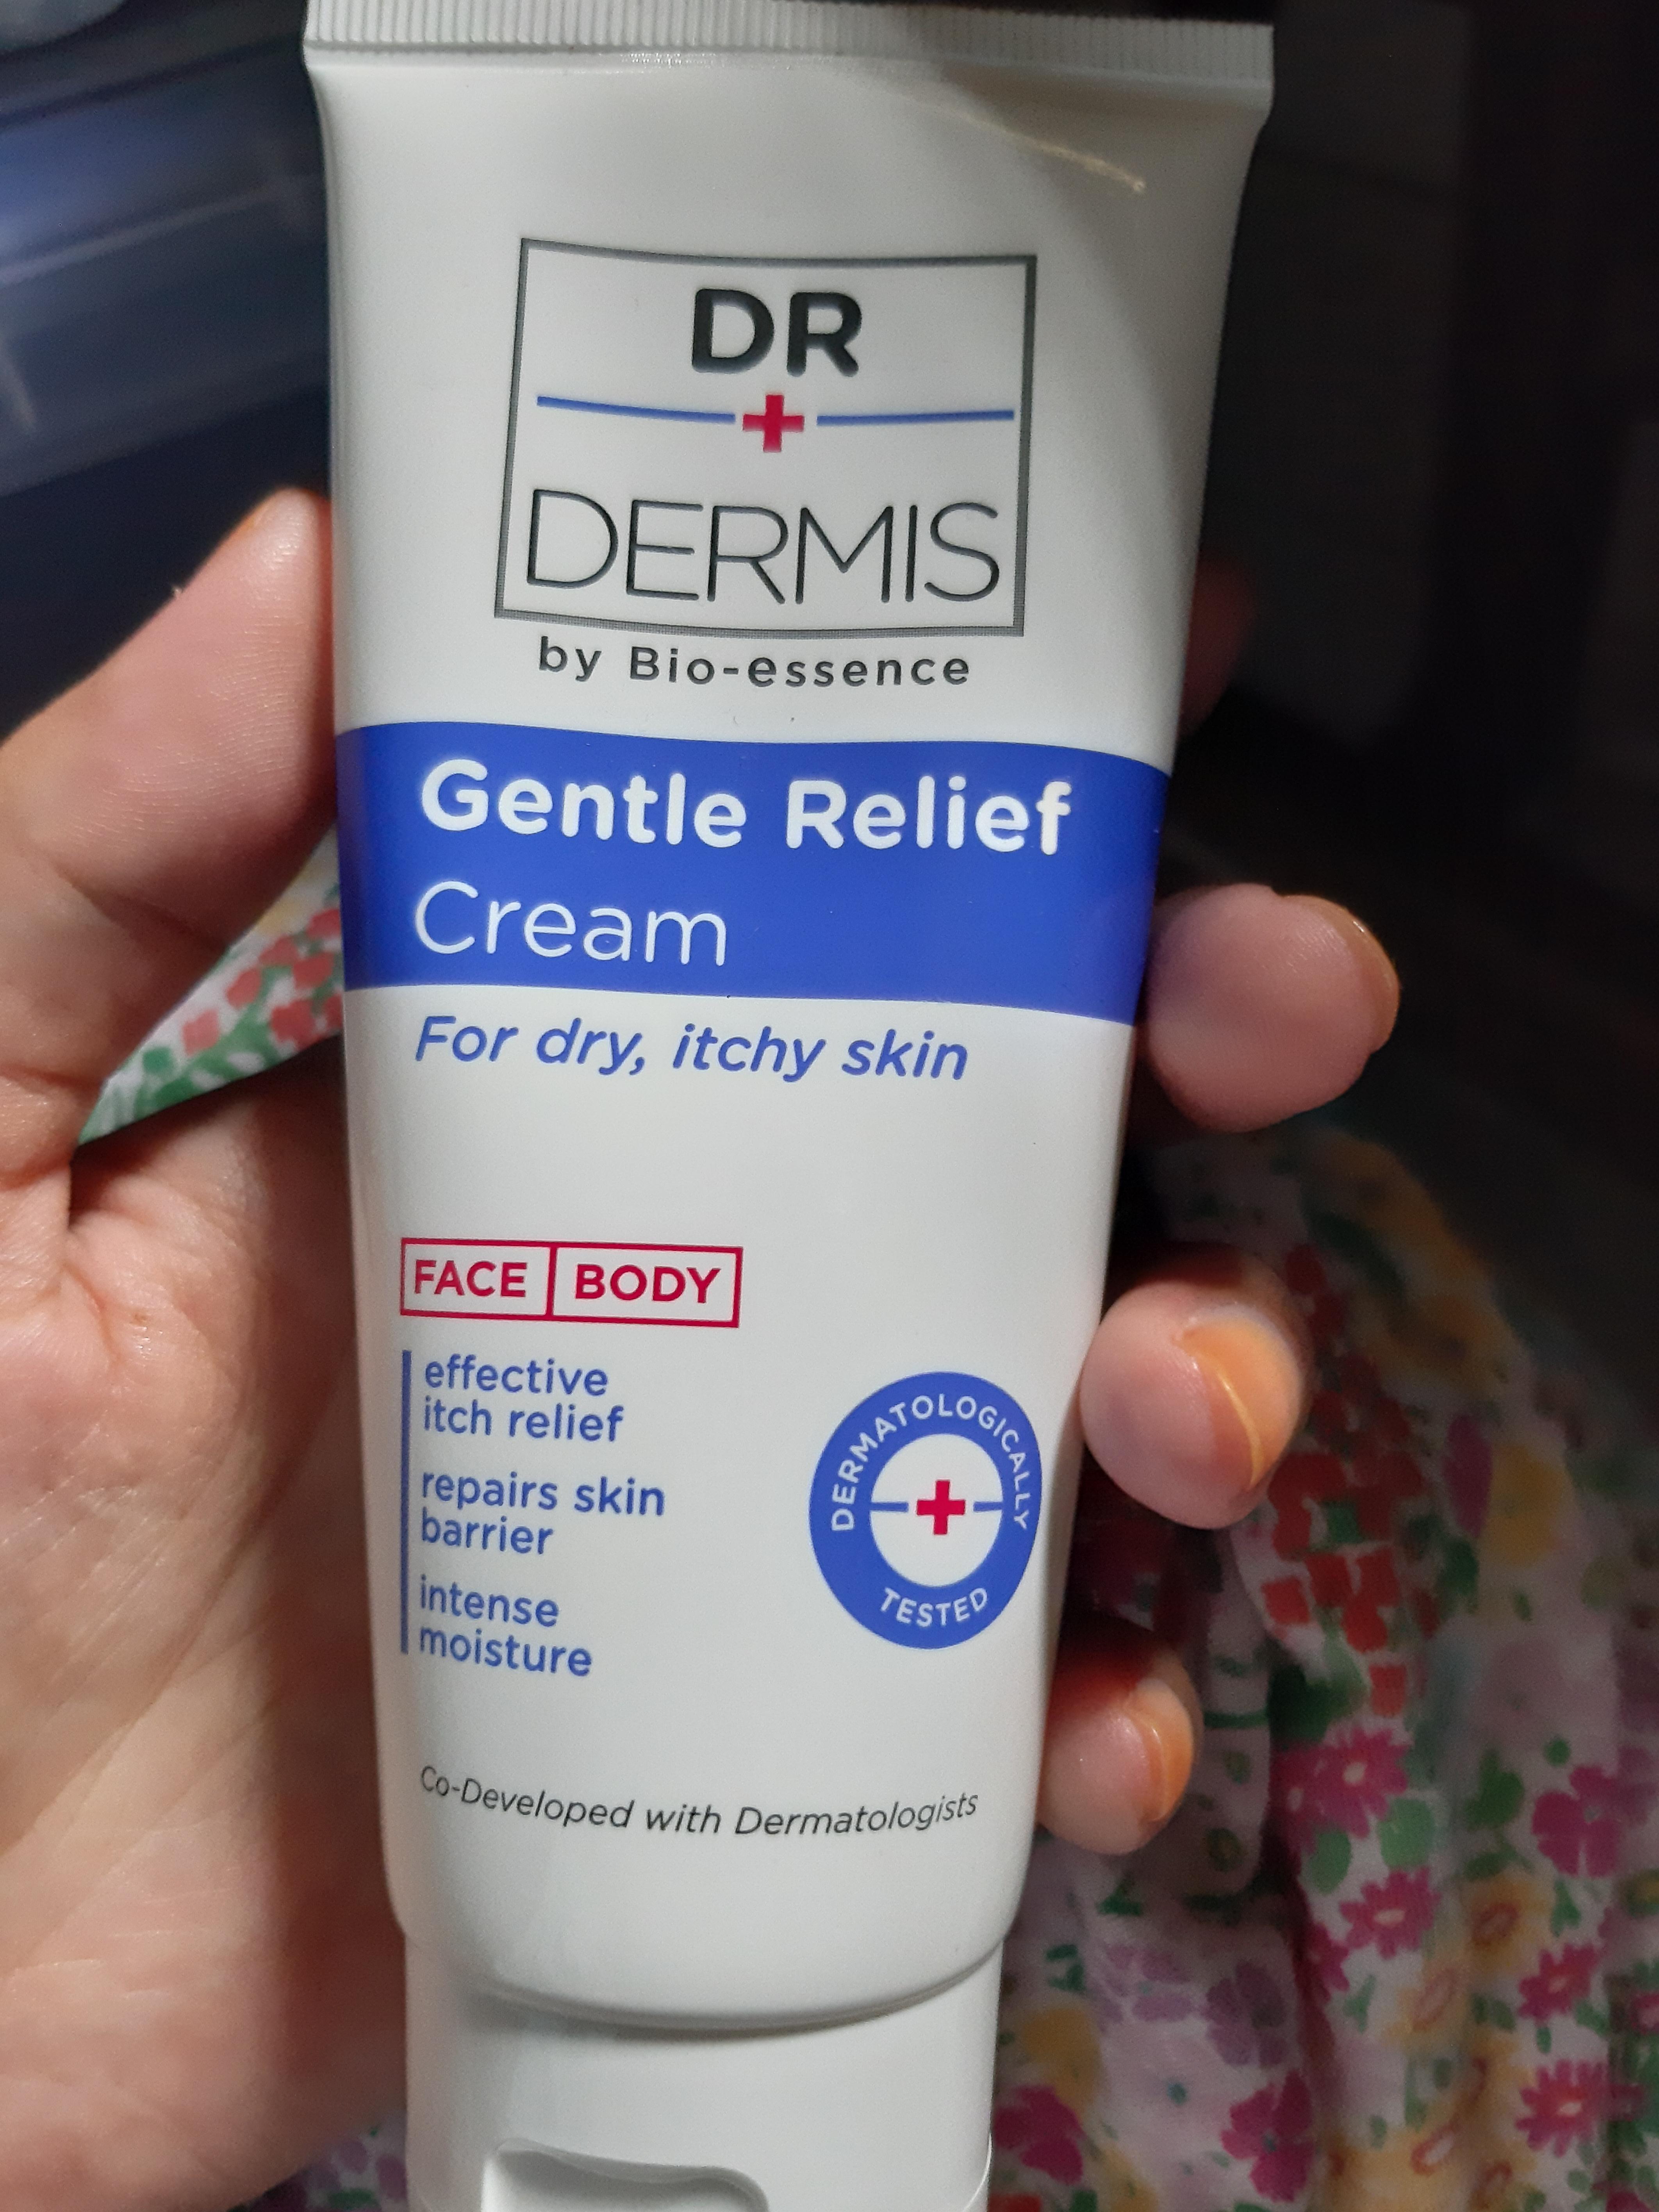 DR
DERMIS
by Bio-essence
Gentle Relief
Cream
For dry, itchy skin
FACE BODY
effective
itch relief
repairs skin
barrier
intense
moisture
DERMATOLOGICALLY
TESTED
Co-Developed with Dermatologists